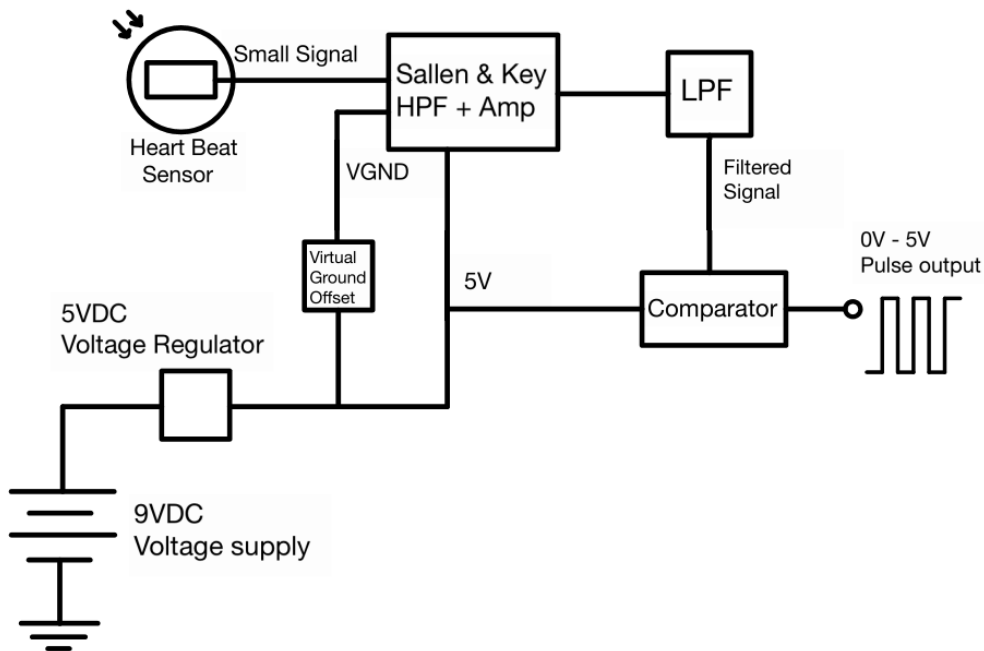 Small Signal
Heart Beat
Sensor
Sallen & Key
HPF + Amp
LPF
VGND
Filtered
Signal
Virtual
Ground
Offset
5V
Comparator
0V - 5V
Pulse output
5VDC
Voltage Regulator
9VDC
Voltage supply